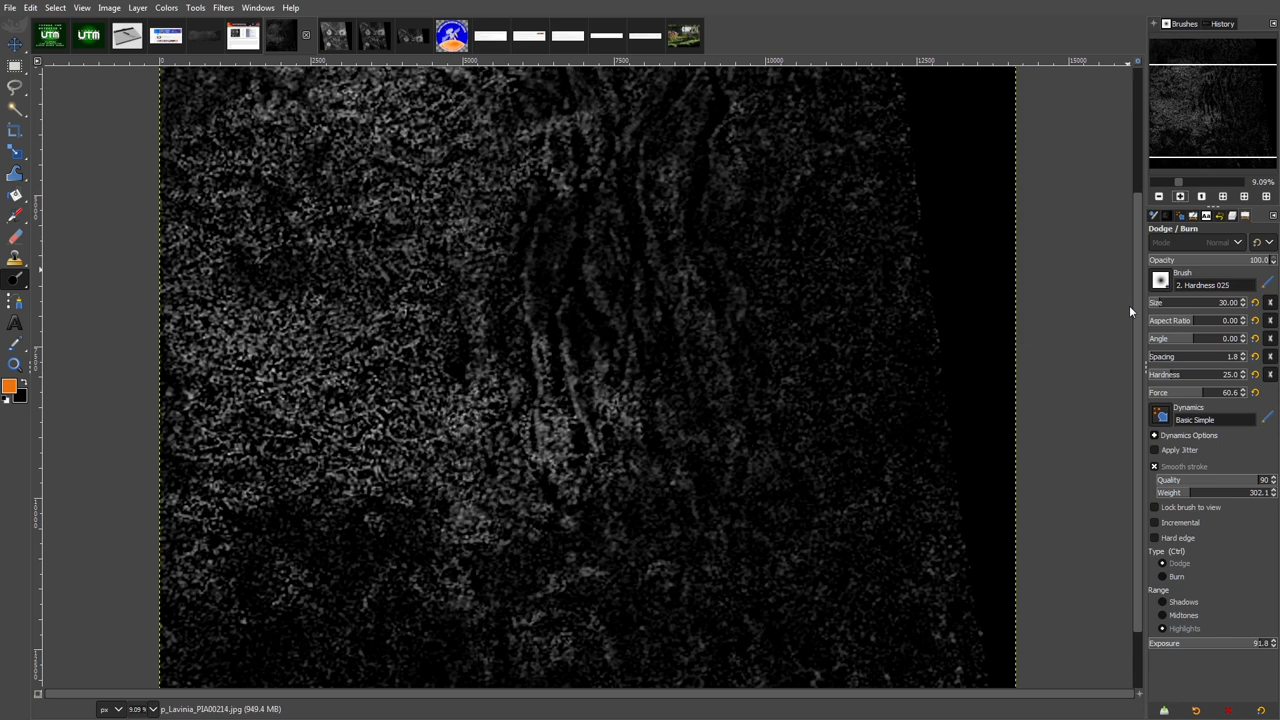 File Edit Select View Image Layer Colors Tools Filters Windows Help
UTM UTM
Brushes History
0 2500 5000 7500 10000 12500 15000
9.09%
Dodge / Burn
Mode Normal
Opacity 100.0
Brush
2. Hardness 025
Size 30.00
Aspect Ratio 0.00
Angle 0.00
Spacing 1.8
Hardness 25.0
Force 60.6
Dynamics
Basic Simple
Dynamics Options
Apply Jitter
Smooth stroke
Quality 90
Weight 302.1
Lock brush to view
Incremental
Hard edge
Type (Ctrl)
Dodge
Burn
Range
Shadows
Midtones
Highlights
Exposure 91.8
px 9.09 % p_Lavinia_PIA00214.jpg (949.4 MB)